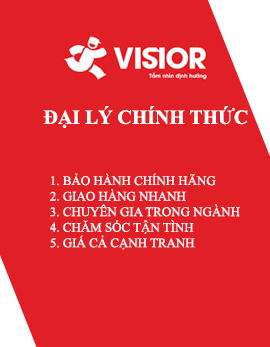 VISIOR
Tầm nhìn định hướng
ĐẠI LÝ CHÍNH THỨC
1. BẢO HÀNH CHÍNH HÃNG
2. GIAO HÀNG NHANH
3. CHUYÊN GIA TRONG NGÀNH
4. CHĂM SÓC TẬN TÌNH
5. GIÁ CẢ CẠNH TRANH